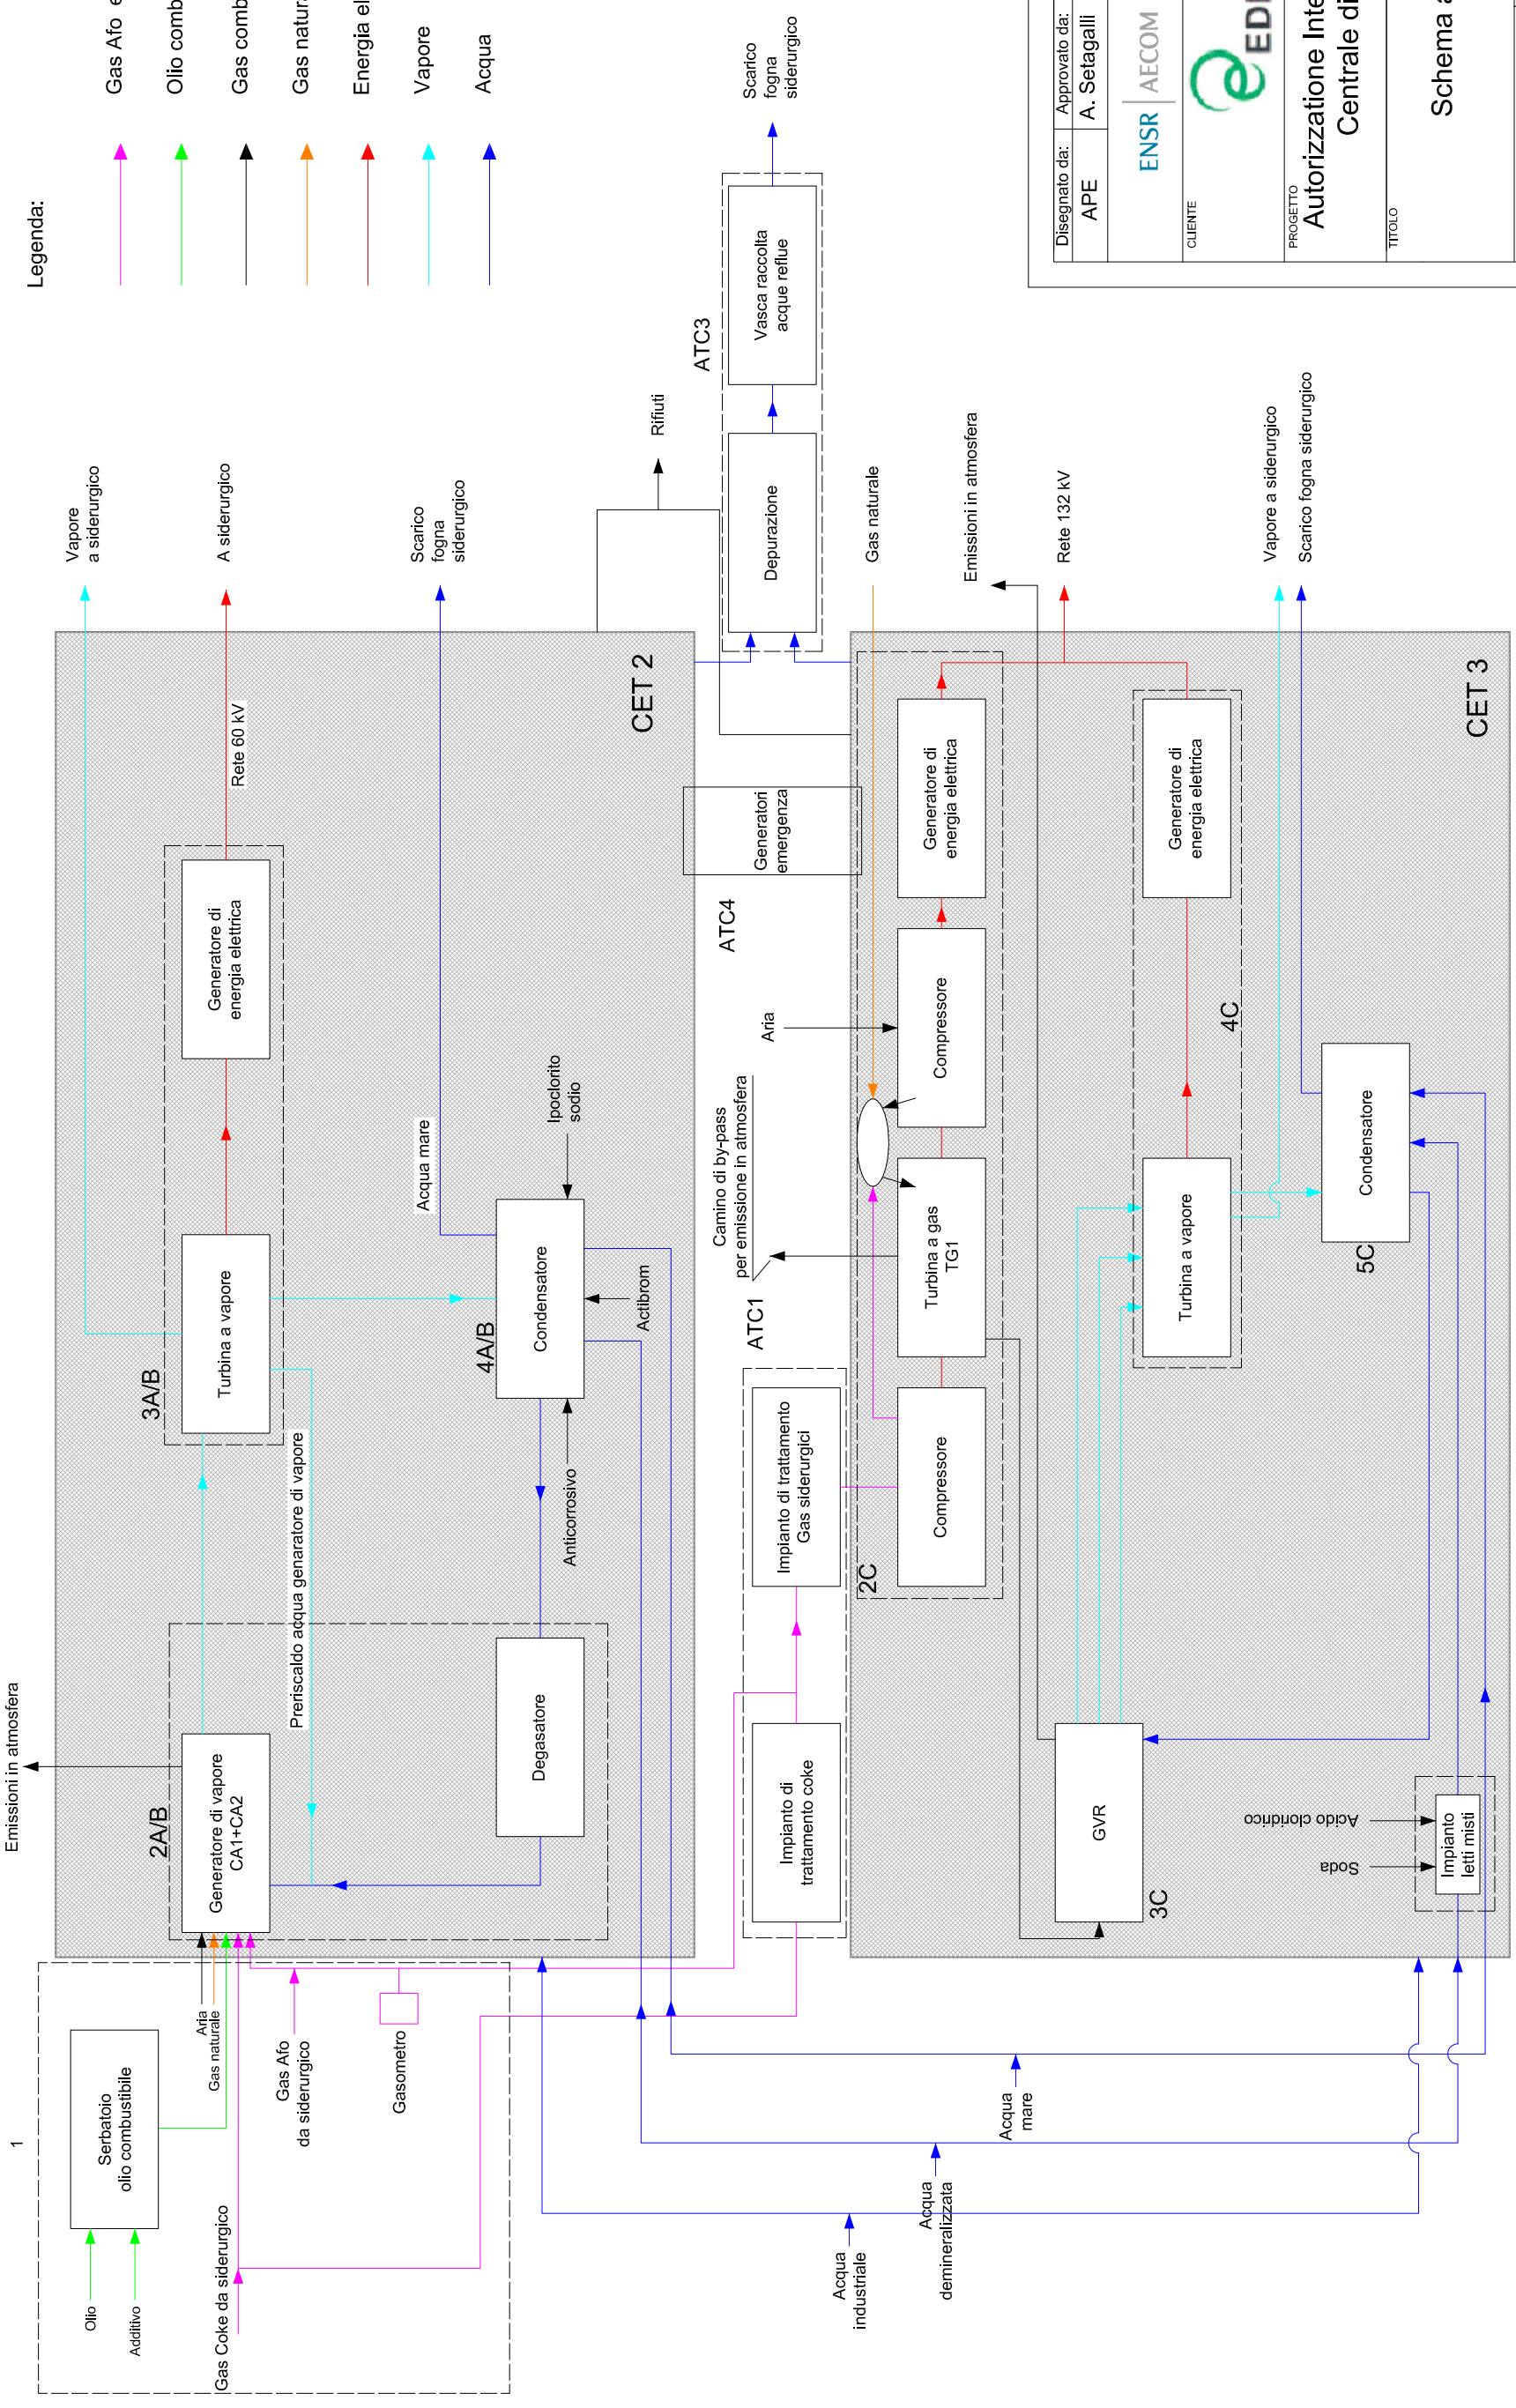 1
Serbatoio
olio combustibile
Olio
Additivo
Gas Coke da siderurgico
Aria
Gas naturale
Gas Afo
da siderurgico
Gasometro
Acqua
industriale
Acqua
demineralizzata
Acqua
mare
Emissioni in atmosfera
2A/B
Generatore di vapore
CA1+CA2
Degasatore
Preriscaldo acqua genaratore di vapore
3A/B
Turbina a vapore
Generatore di
energia elettrica
Rete 60 kV
Vapore
a siderurgico
A siderurgico
4A/B
Condensatore
Anticorrosivo
Actibrom
Ipoclorito
sodio
Acqua mare
Scarico
fogna
siderurgico
CET 2
Rifiuti
ATC1
Impianto di
trattamento coke
Impianto di trattamento
Gas siderurgici
Camino di by-pass
per emissione in atmosfera
Aria
ATC4
Generatori
emergenza
ATC3
Depurazione
Vasca raccolta
acque reflue
Scarico
fogna
siderurgico
Gas naturale
2C
Compressore
Turbina a gas
TG1
Compressore
Generatore di
energia elettrica
Emissioni in atmosfera
Rete 132 kV
3C
GVR
Turbina a vapore
Generatore di
energia elettrica
4C
Vapore a siderurgico
Scarico fogna siderurgico
5C
Condensatore
Soda
Acido cloridrico
Impianto
letti misti
CET 3
Legenda:
Gas Afo e
Olio comb
Gas comb
Gas natura
Energia el
Vapore
Acqua
Disegnato da:
Approvato da:
APE
A. Setagalli
ENSR | AECOM
CLIENTE
EDI
PROGETTO
Autorizzatione Inte
Centrale di
TITOLO
Schema a